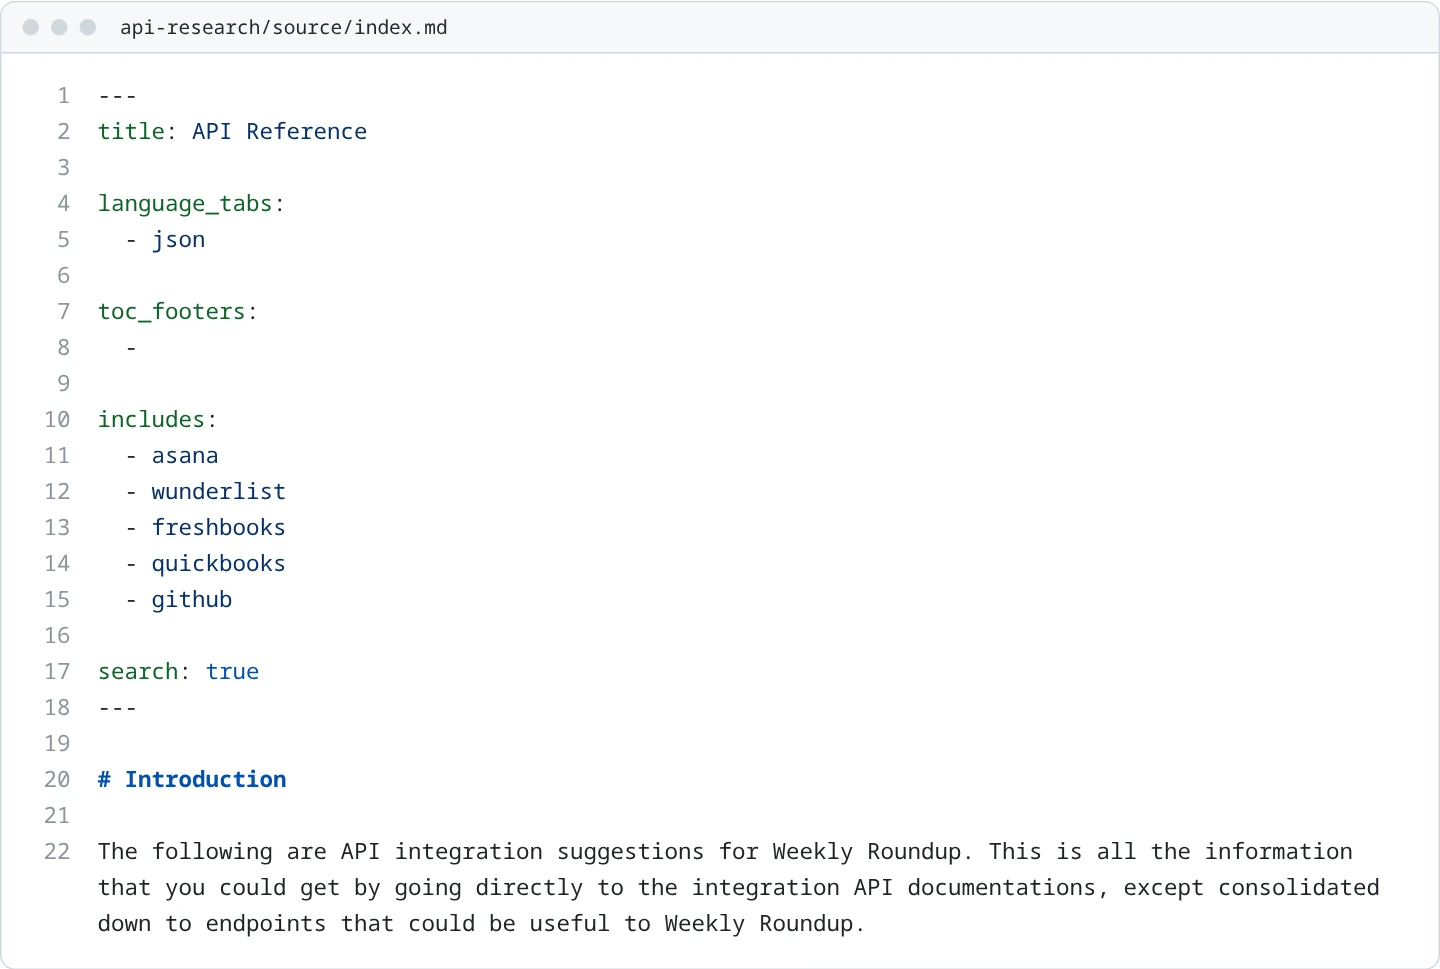 api-research/source/index.md
1 ---
2 title: API Reference
3
4 language_tabs:
5   - json
6
7 toc_footers:
8   -
9
10 includes:
11   - asana
12   - wunderlist
13   - freshbooks
14   - quickbooks
15   - github
16
17 search: true
18 ---
19
20 # Introduction
21
22 The following are API integration suggestions for Weekly Roundup. This is all the information
that you could get by going directly to the integration API documentations, except consolidated
down to endpoints that could be useful to Weekly Roundup.